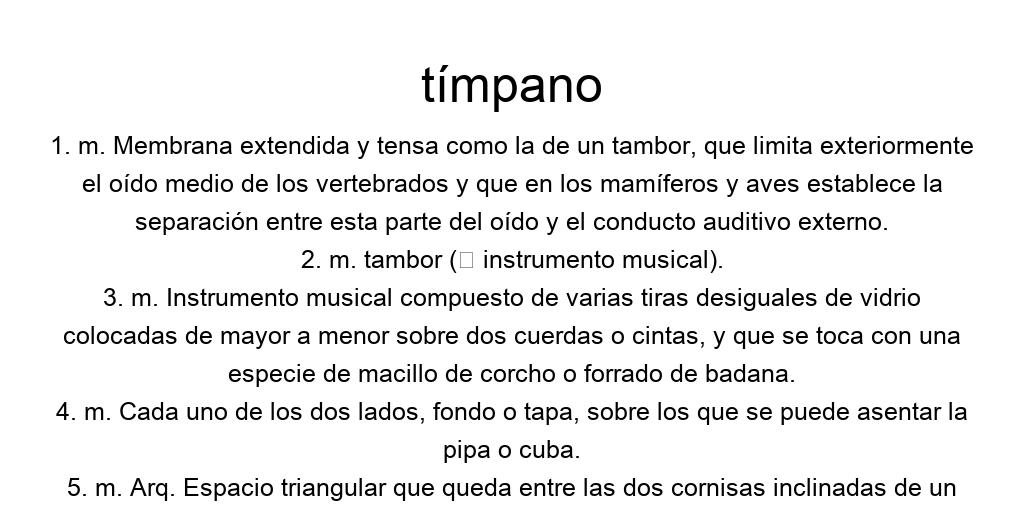 tímpano
1. m. Membrana extendida y tensa como la de un tambor, que limita exteriormente
el oído medio de los vertebrados y que en los mamíferos y aves establece la
separación entre esta parte del oído y el conducto auditivo externo.
2. m. tambor (□ instrumento musical).
3. m. Instrumento musical compuesto de varias tiras desiguales de vidrio
colocadas de mayor a menor sobre dos cuerdas o cintas, y que se toca con una
especie de macillo de corcho o forrado de badana.
4. m. Cada uno de los dos lados, fondo o tapa, sobre los que se puede asentar la
pipa o cuba.
5. m. Arq. Espacio triangular que queda entre las dos cornisas inclinadas de un